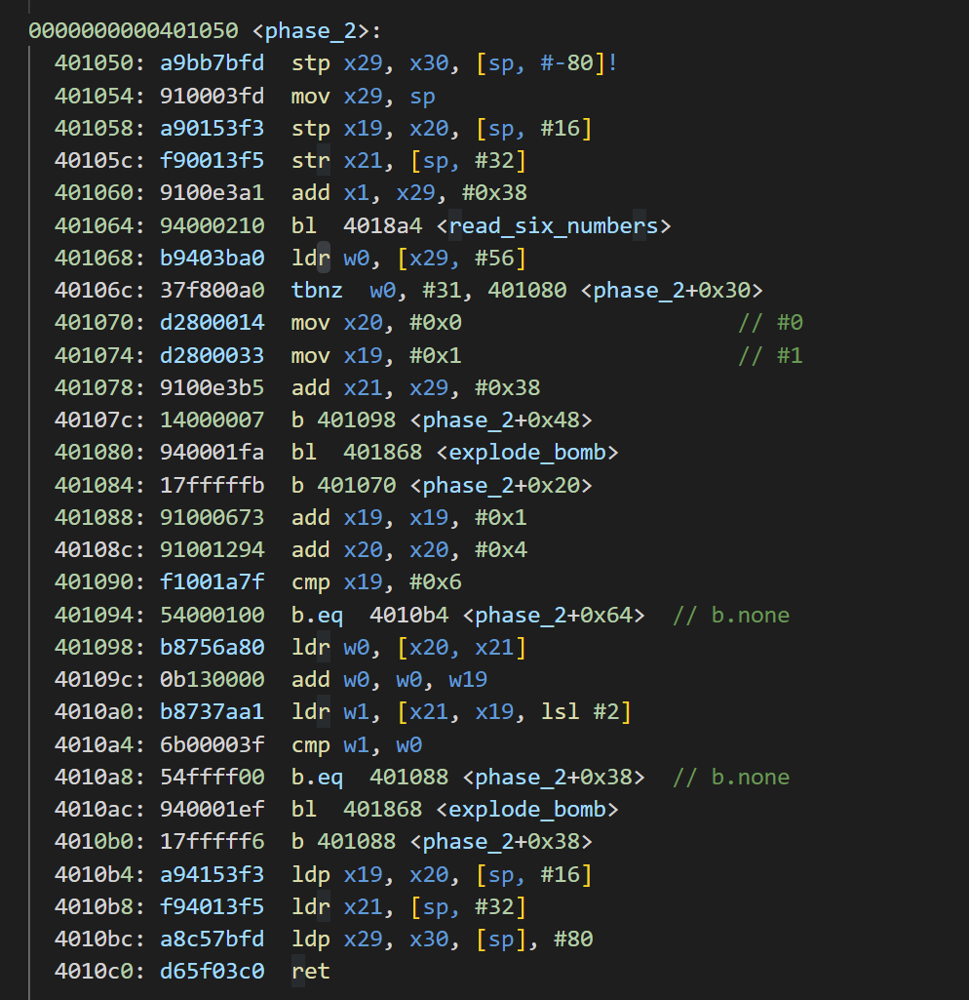 0000000000401050 <phase_2>:
401050: a9bb7bfd stp x29, x30, [sp, #-80]!
401054: 910003fd mov x29, sp
401058: a90153f3 stp x19, x20, [sp, #16]
40105c: f90013f5 str x21, [sp, #32]
401060: 9100e3a1 add x1, x29, #0x38
401064: 94000210 bl 4018a4 <read_six_numbers>
401068: b9403ba0 ldr w0, [x29, #56]
40106c: 37f800a0 tbnz w0, #31, 401080 <phase_2+0x30>
401070: d2800014 mov x20, #0x0 // #0
401074: d2800033 mov x19, #0x1 // #1
401078: 9100e3b5 add x21, x29, #0x38
40107c: 14000007 b 401098 <phase_2+0x48>
401080: 940001fa bl 401868 <explode_bomb>
401084: 17fffffb b 401070 <phase_2+0x20>
401088: 91000673 add x19, x19, #0x1
40108c: 91001294 add x20, x20, #0x4
401090: f1001a7f cmp x19, #0x6
401094: 54000100 b.eq 4010b4 <phase_2+0x64> // b.none
401098: b8756a80 ldr w0, [x20, x21]
40109c: 0b130000 add w0, w0, w19
4010a0: b8737aa1 ldr w1, [x21, x19, lsl #2]
4010a4: 6b00003f cmp w1, w0
4010a8: 54ffff00 b.eq 401088 <phase_2+0x38> // b.none
4010ac: 940001ef bl 401868 <explode_bomb>
4010b0: 17fffff6 b 401088 <phase_2+0x38>
4010b4: a94153f3 ldp x19, x20, [sp, #16]
4010b8: f94013f5 ldr x21, [sp, #32]
4010bc: a8c57bfd ldp x29, x30, [sp], #80
4010c0: d65f03c0 ret